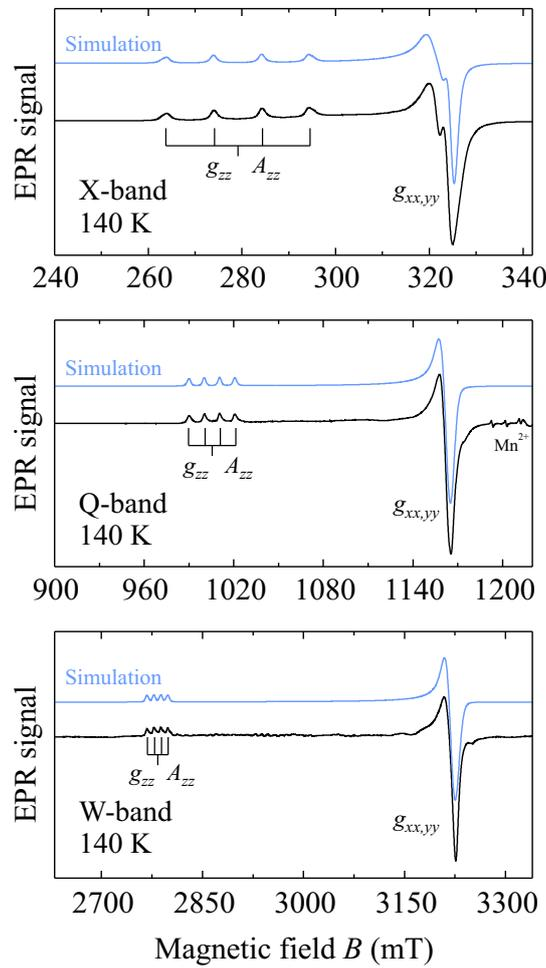 EPR signal
Simulation
g_zz A_zz
g_xx,yy
X-band
140 K
240 260 280 300 320 340
EPR signal
Simulation
Mn²⁺
g_zz A_zz
g_xx,yy
Q-band
140 K
900 960 1020 1080 1140 1200
EPR signal
Simulation
g_zz A_zz
g_xx,yy
W-band
140 K
2700 2850 3000 3150 3300
Magnetic field B (mT)